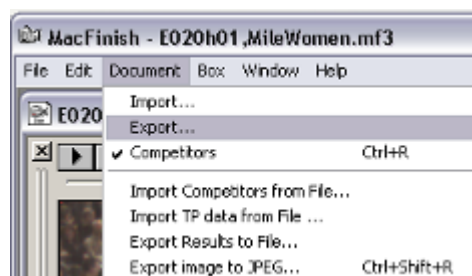 MacFinish - E020h01,MileWomen.mf3
File Edit Document Box Window Help
E020
Import...
Export...
✓ Competitors Ctrl+R
Import Competitors from File...
Import TP data from File ...
Export Results to File...
Export image to JPEG... Ctrl+Shift+R